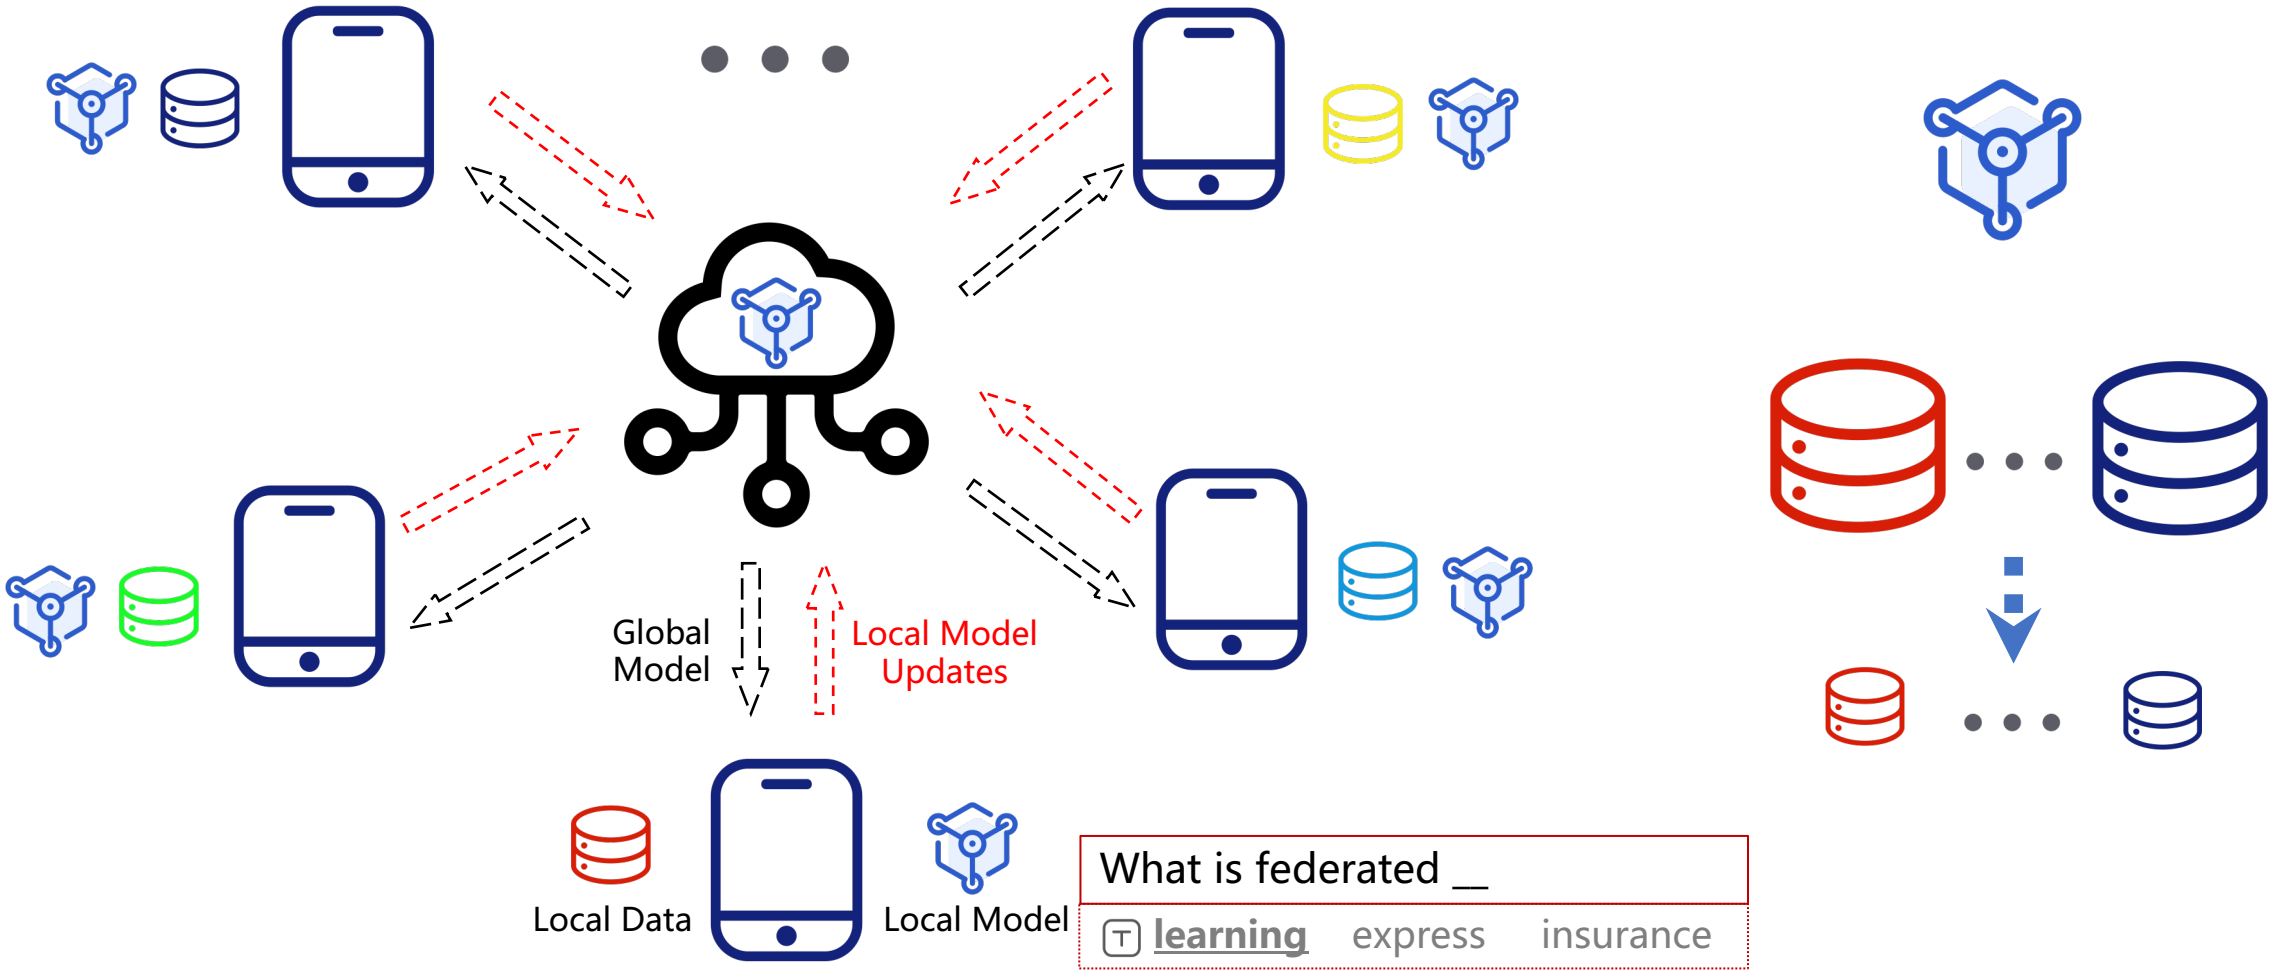 Global
Model
Local Model
Updates
Local Data
Local Model
What is federated __
T learning express insurance